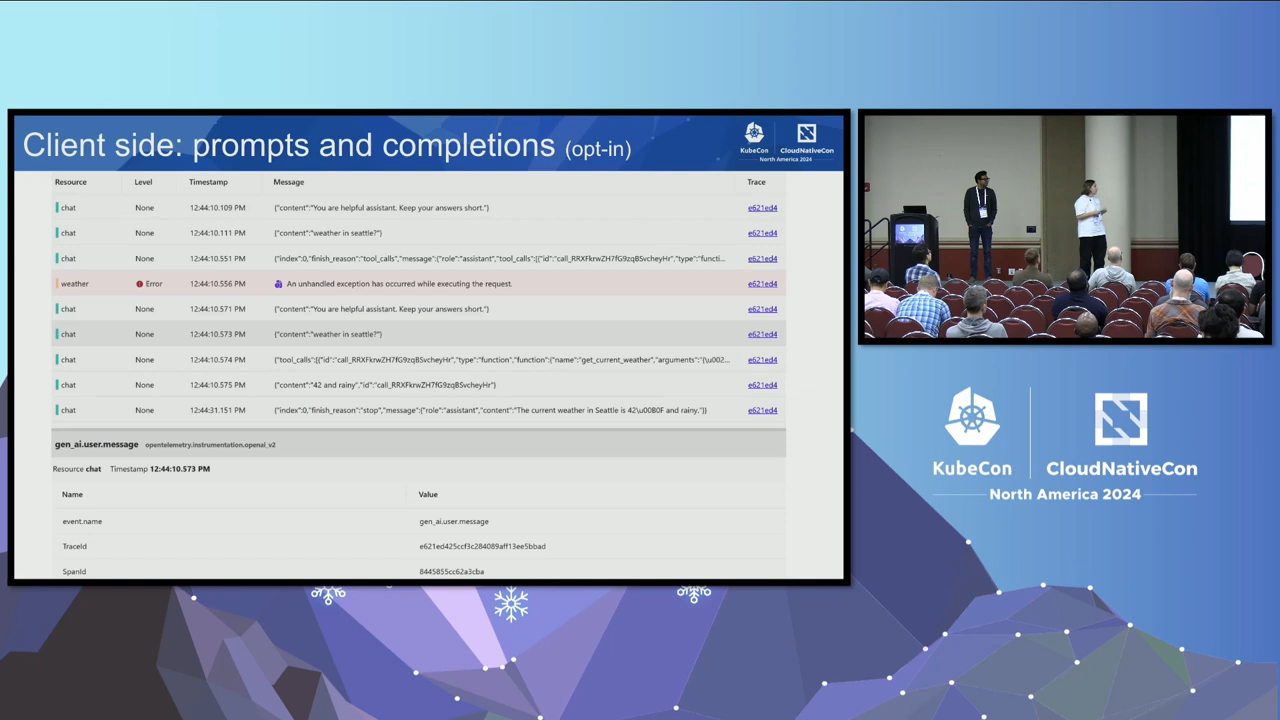 Client side: prompts and completions (opt-in)
KubeCon CloudNativeCon
North America 2024
Resource Level Timestamp Message Trace
chat None 12:44:10.109 PM {"content":"You are helpful assistant. Keep your answers short."} e621ed4
chat None 12:44:10.111 PM {"content":"weather in seattle?"} e621ed4
chat None 12:44:10.551 PM {"index":0,"finish_reason":"tool_calls","message":{"role":"assistant","tool_calls":[{"id":"call_RRXFkrwZH7fG9zqBSvcheyHr","type":"functi... e621ed4
weather Error 12:44:10.556 PM An unhandled exception has occurred while executing the request. e621ed4
chat None 12:44:10.571 PM {"content":"You are helpful assistant. Keep your answers short."} e621ed4
chat None 12:44:10.573 PM {"content":"weather in seattle?"} e621ed4
chat None 12:44:10.574 PM {"tool_calls":[{"id":"call_RRXFkrwZH7fG9zqBSvcheyHr","type":"function","function":{"name":"get_current_weather","arguments":"{\u002... e621ed4
chat None 12:44:10.575 PM {"content":"42 and rainy","id":"call_RRXFkrwZH7fG9zqBSvcheyHr"} e621ed4
chat None 12:44:31.151 PM {"index":0,"finish_reason":"stop","message":{"role":"assistant","content":"The current weather in Seattle is 42\u00B0F and rainy."}} e621ed4
gen_ai.user.message opentelemetry.instrumentation.openai_v2
Resource chat Timestamp 12:44:10.573 PM
Name Value
event.name gen_ai.user.message
TraceId e621ed425ccf3c284089aff13ee5bbad
SpanId 8445855cc62a3cba
KubeCon CloudNativeCon
North America 2024